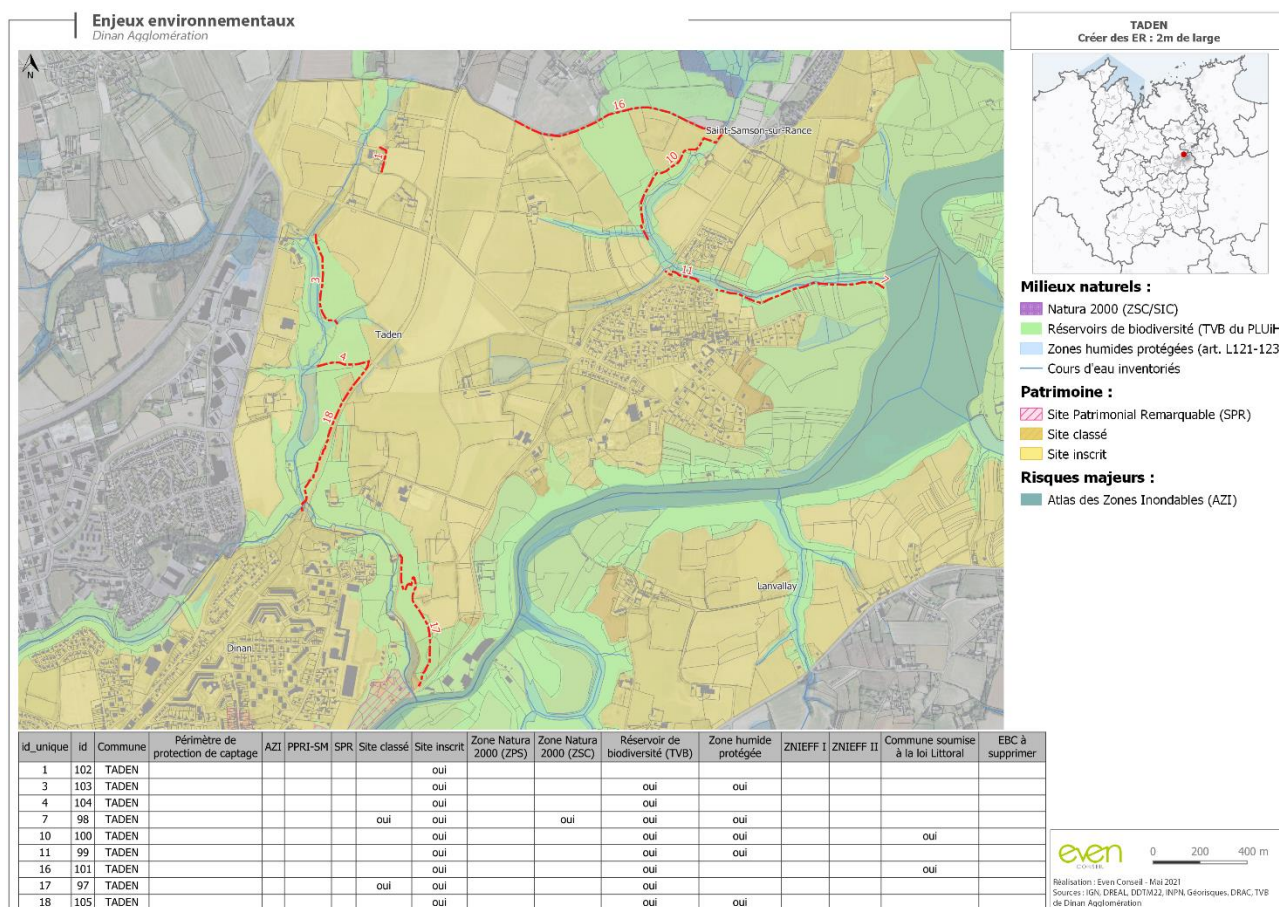 Enjeux environnementaux
Dinan Agglomération
TADEN
Créer des ER : 2m de large
N
16
Saint-Samson-sur-Rance
10
1
3
11
7
Taden
4
18
Lanvallay
17
Dinan
Milieux naturels :
Natura 2000 (ZSC/SIC)
Réservoirs de biodiversité (TVB du PLUiH
Zones humides protégées (art. L121-123
Cours d'eau inventoriés
Patrimoine :
Site Patrimonial Remarquable (SPR)
Site classé
Site inscrit
Risques majeurs :
Atlas des Zones Inondables (AZI)
id_unique id Commune Périmètre de protection de captage AZI PPRI-SM SPR Site classé Site inscrit Zone Natura 2000 (ZPS) Zone Natura 2000 (ZSC) Réservoir de biodiversité (TVB) Zone humide protégée ZNIEFF I ZNIEFF II Commune soumise à la loi Littoral EBC à supprimer
1 102 TADEN oui
3 103 TADEN oui oui oui
4 104 TADEN oui oui
7 98 TADEN oui oui oui oui oui
10 100 TADEN oui oui oui oui
11 99 TADEN oui oui oui
16 101 TADEN oui oui oui
17 97 TADEN oui oui oui
18 105 TADEN oui oui oui
even
CONSEIL
0 200 400 m
Réalisation : Even Conseil - Mai 2021
Sources : IGN, DREAL, DDTM22, INPN, Géorisques, DRAC, TVB
de Dinan Agglomération